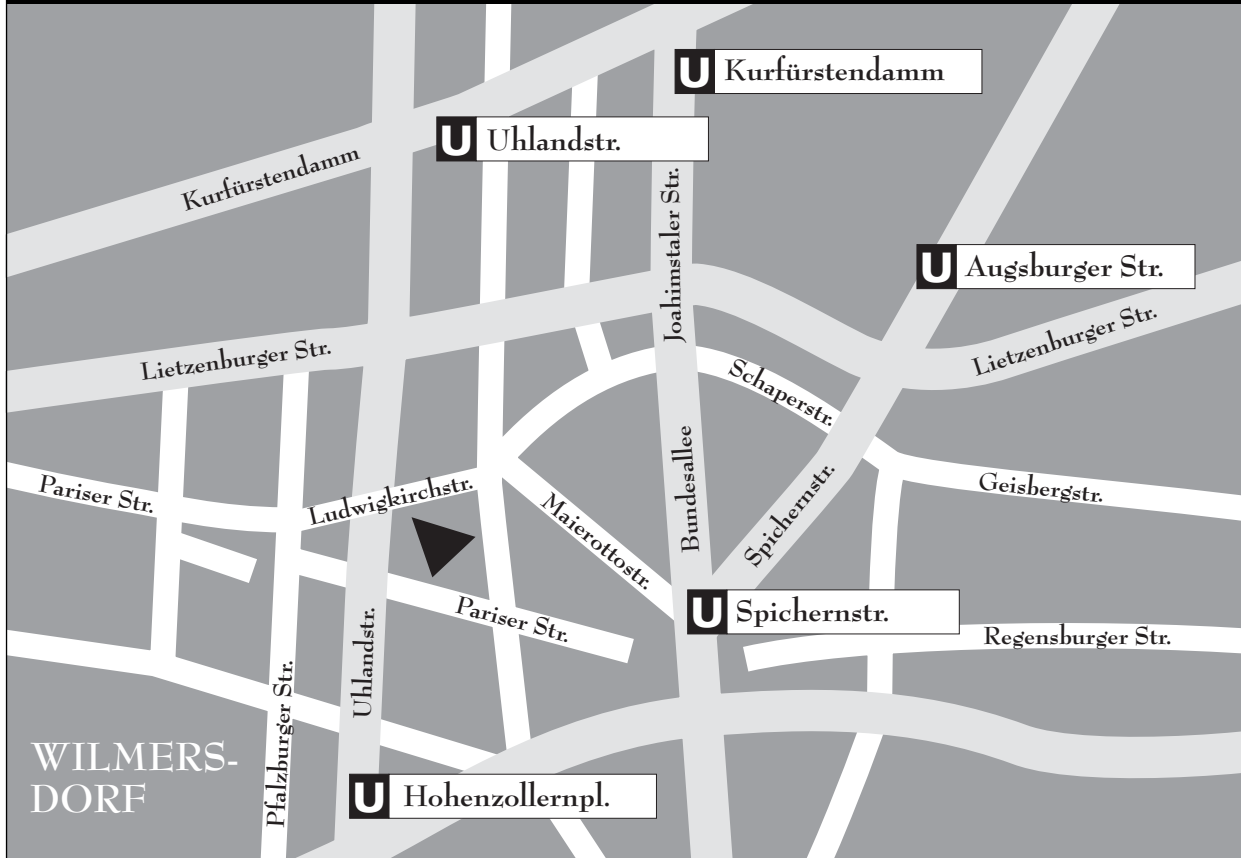 U Kurfürstendamm
U Uhlandstr.
Kurfürstendamm
Joahimstaler Str.
U Augsburger Str.
Lietzenburger Str.
Lietzenburger Str.
Schaperstr.
Pariser Str.
Ludwigkirchstr.
Maierottostr.
Bundesallee
Spichernstr.
Geisbergstr.
U Spichernstr.
Pariser Str.
Regensburger Str.
Uhlandstr.
Pfalzburger Str.
WILMERS-
DORF
U Hohenzollernpl.